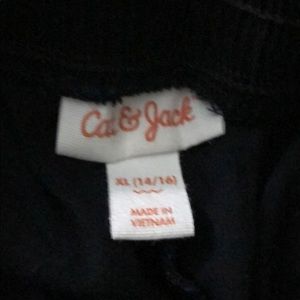 Cat & Jack
XL (14/16)
MADE IN
VIETNAM